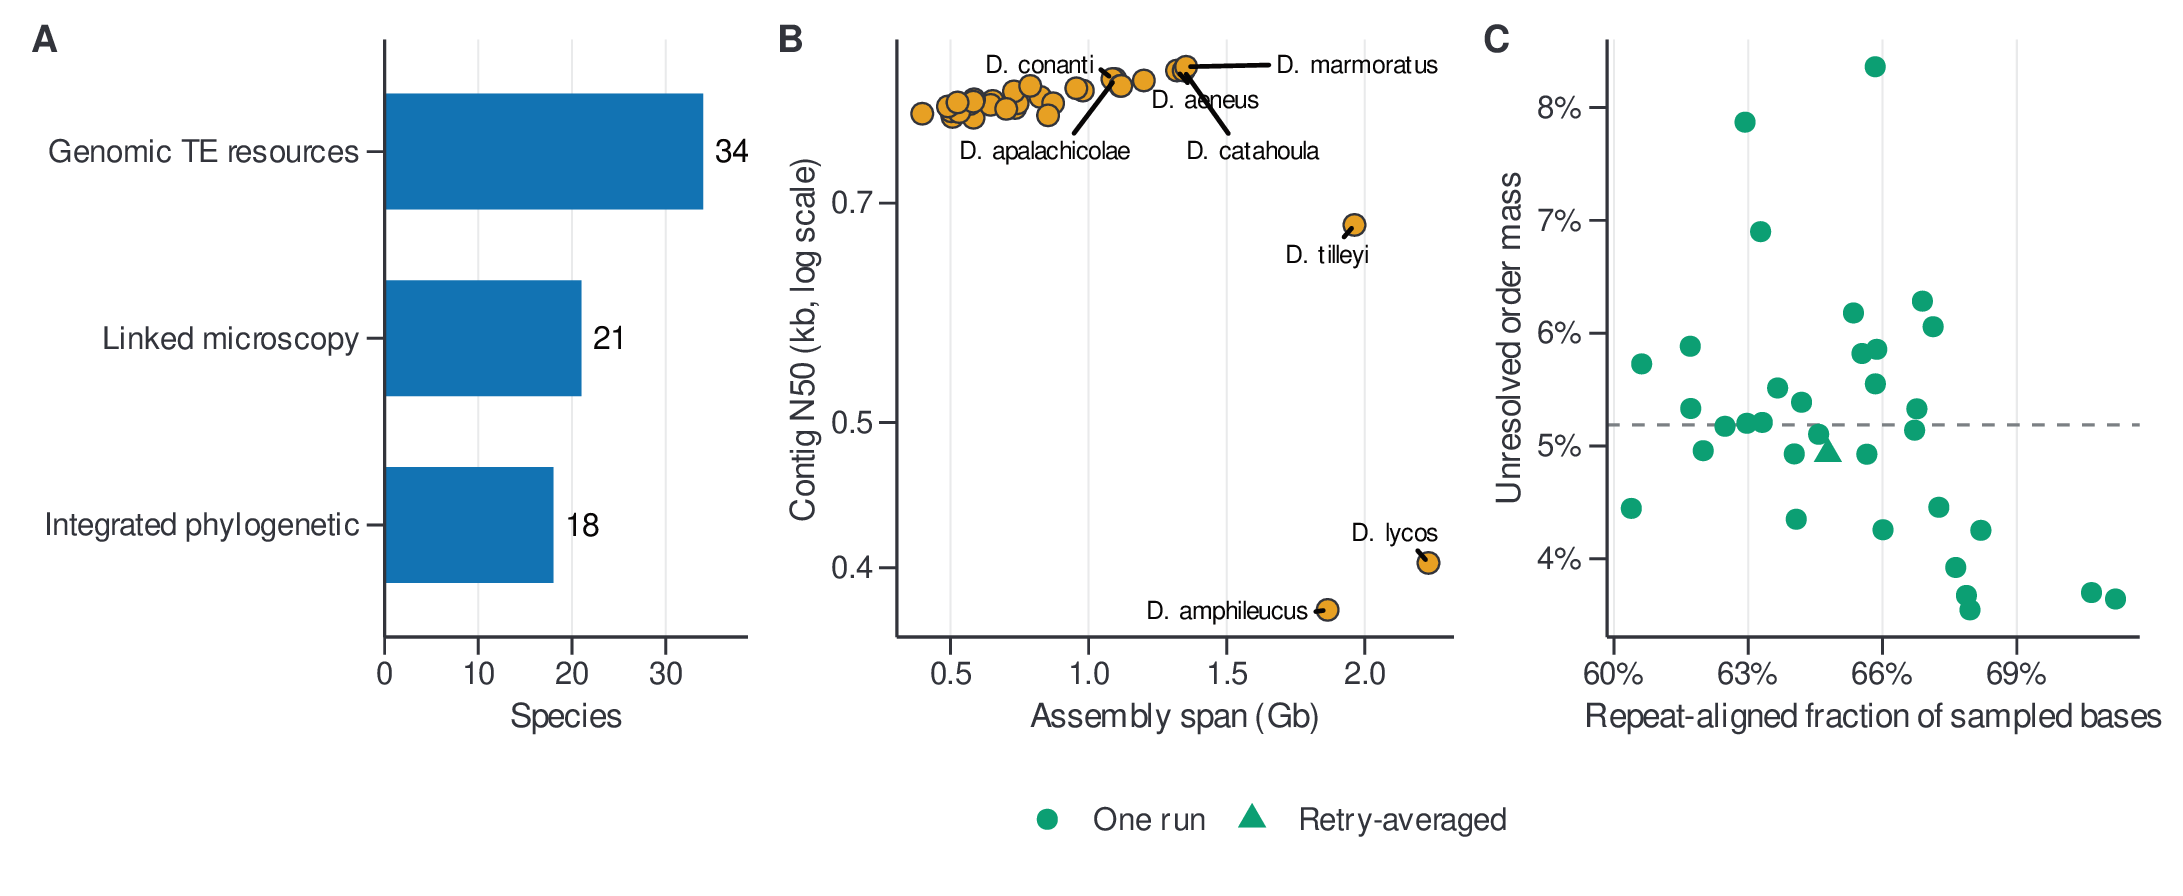 A
Genomic TE resources
34
Linked microscopy
21
Integrated phylogenetic
18
0
10
20
30
Species
B
Contig N50 (kb, log scale)
0.7
0.5
0.4
D. conanti
D. marmoratus
D. aeneus
D. apalachicolae
D. catahoula
D. tilleyi
D. lycos
D. amphileucus
0.5
1.0
1.5
2.0
Assembly span (Gb)
C
Unresolved order mass
8%
7%
6%
5%
4%
60%
63%
66%
69%
Repeat-aligned fraction of sampled bases
One run
Retry-averaged